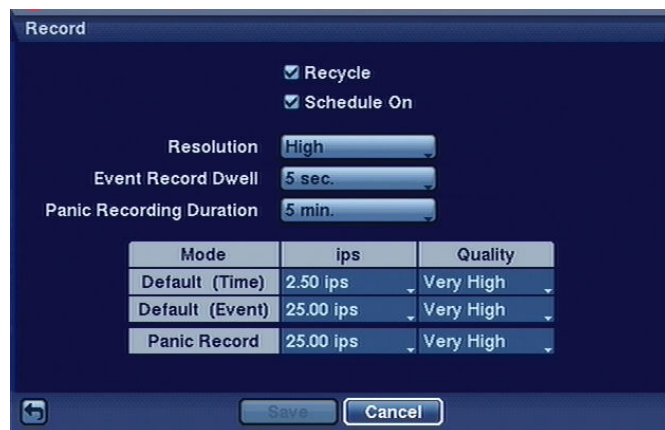 Record
Recycle
Schedule On
Resolution High
Event Record Dwell 5 sec.
Panic Recording Duration 5 min.
Mode ips Quality
Default (Time) 2.50 ips Very High
Default (Event) 25.00 ips Very High
Panic Record 25.00 ips Very High
Save Cancel